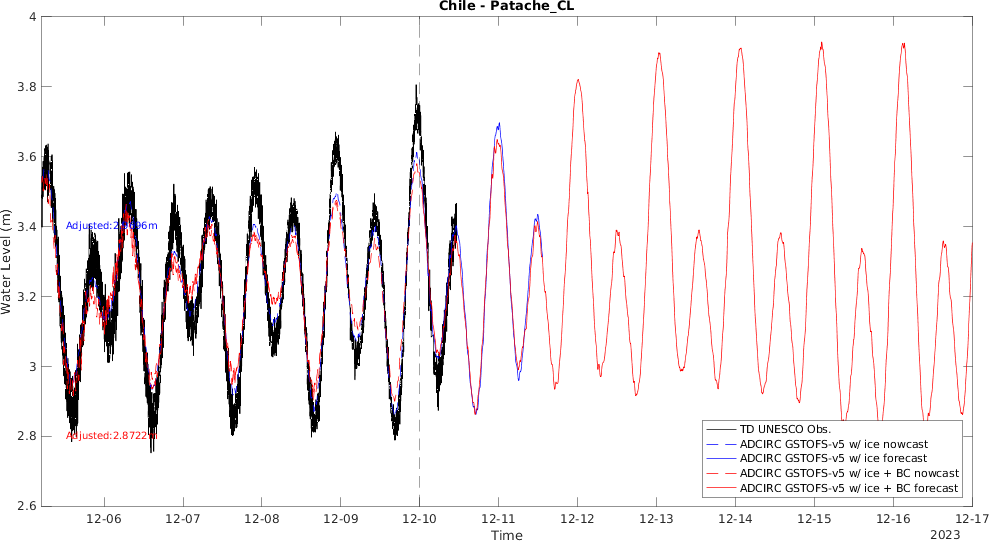 Chile - Patache_CL
4
3.8
3.6
3.4
3.2
3
2.8
2.6
Water Level (m)
Adjusted:2.8722m
12-06
12-07
12-08
12-09
12-10
12-11
12-12
12-13
12-14
12-15
12-16
12-17
2023
Time
TD UNESCO Obs.
ADCIRC GSTOFS-v5 w/ ice nowcast
ADCIRC GSTOFS-v5 w/ ice forecast
ADCIRC GSTOFS-v5 w/ ice + BC nowcast
ADCIRC GSTOFS-v5 w/ ice + BC forecast